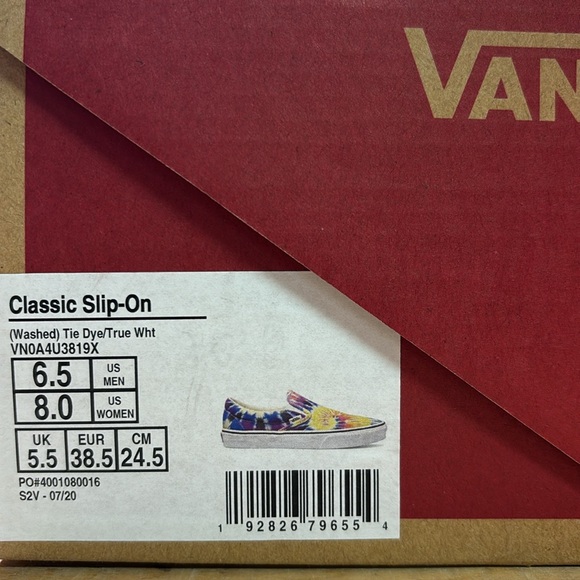 VAN
Classic Slip-On
(Washed) Tie Dye/True Wht
VN0A4U3819X
6.5 US MEN
8.0 US WOMEN
UK 5.5 EUR 38.5 CM 24.5
PO#4001080016
S2V - 07/20
1 92826 79655 4